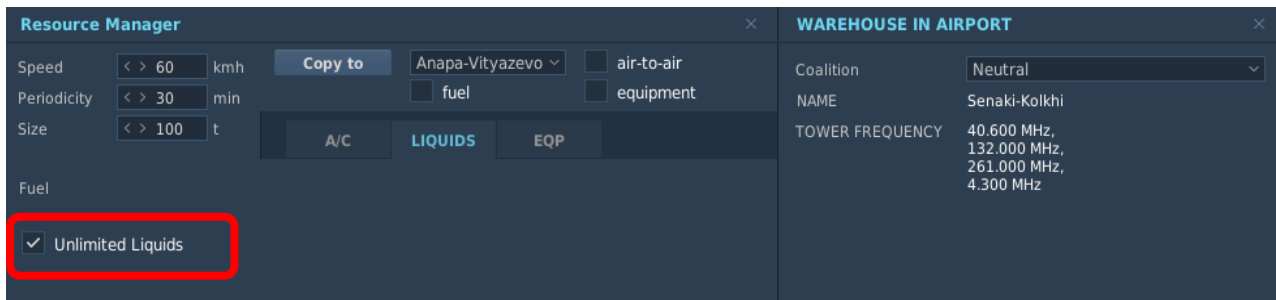 Resource Manager
Speed < > 60 kmh
Copy to
Anapa-Vityazevo
air-to-air
Periodicity < > 30 min
fuel
equipment
Size < > 100 t
A/C
LIQUIDS
EQP
Fuel
Unlimited Liquids
WAREHOUSE IN AIRPORT
Coalition Neutral
NAME Senaki-Kolkhi
TOWER FREQUENCY 40.600 MHz,
132.000 MHz,
261.000 MHz,
4.300 MHz